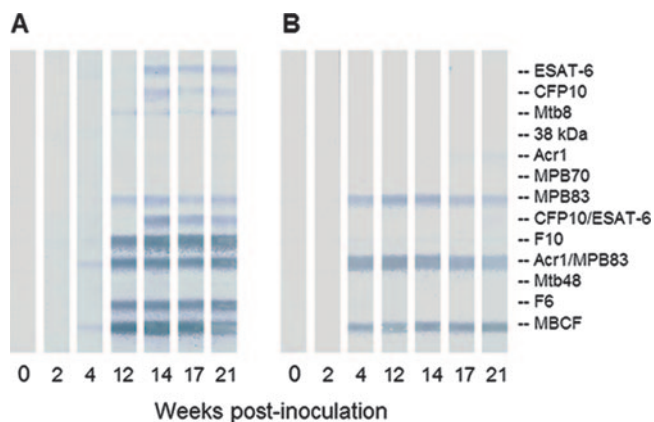 A
B
-- ESAT-6
-- CFP10
-- Mtb8
-- 38 kDa
-- Acr1
-- MPB70
-- MPB83
-- CFP10/ESAT-6
-- F10
-- Acr1/MPB83
-- Mtb48
-- F6
-- MBCF
0 2 4 12 14 17 21 0 2 4 12 14 17 21
Weeks post-inoculation